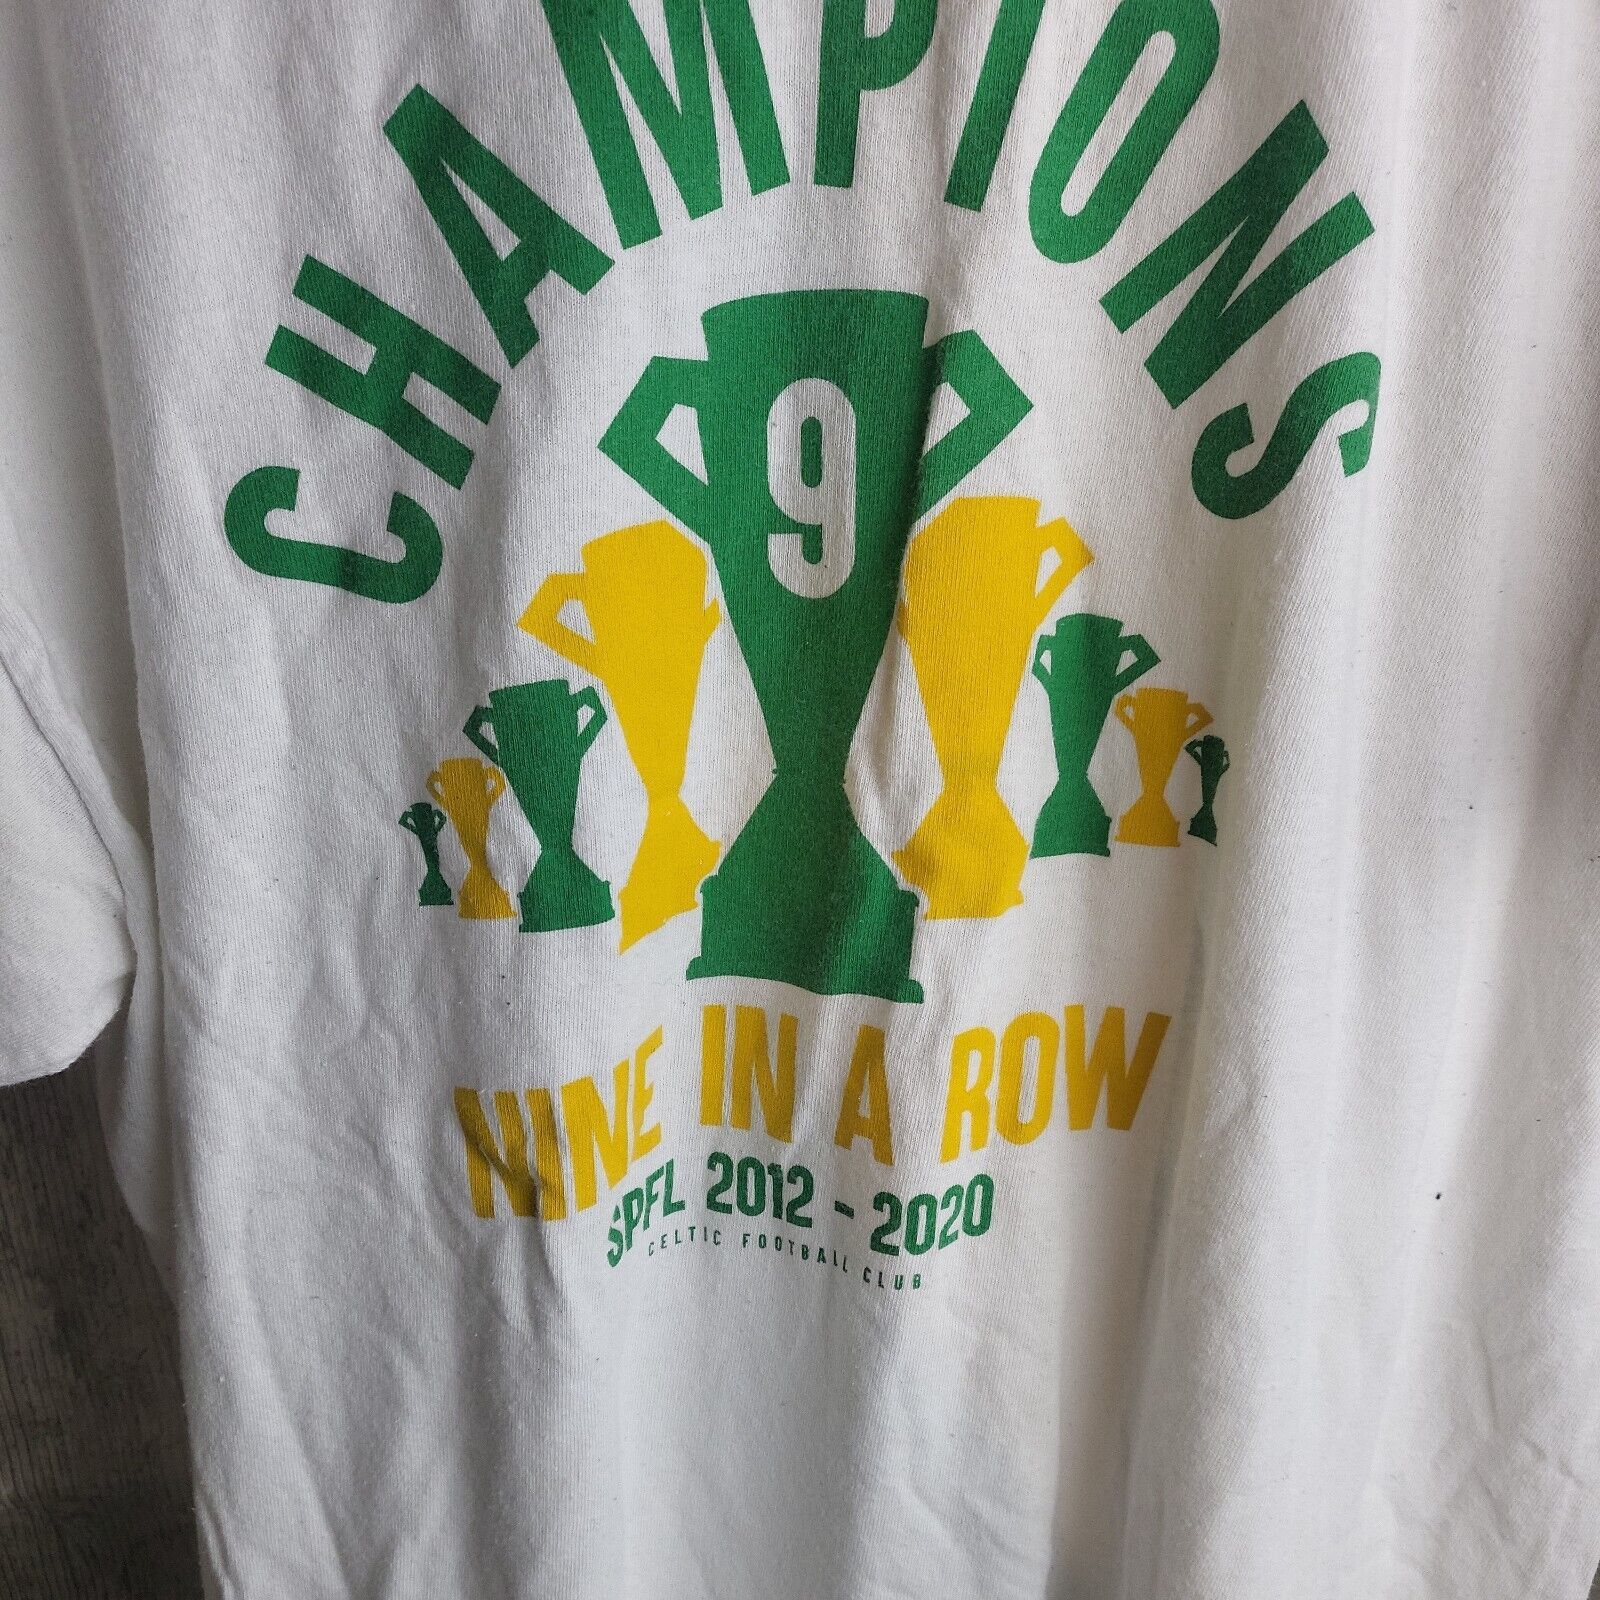 CHAMPIONS
9
NINE IN A ROW
SPFL 2012 - 2020
CELTIC FOOTBALL CLUB